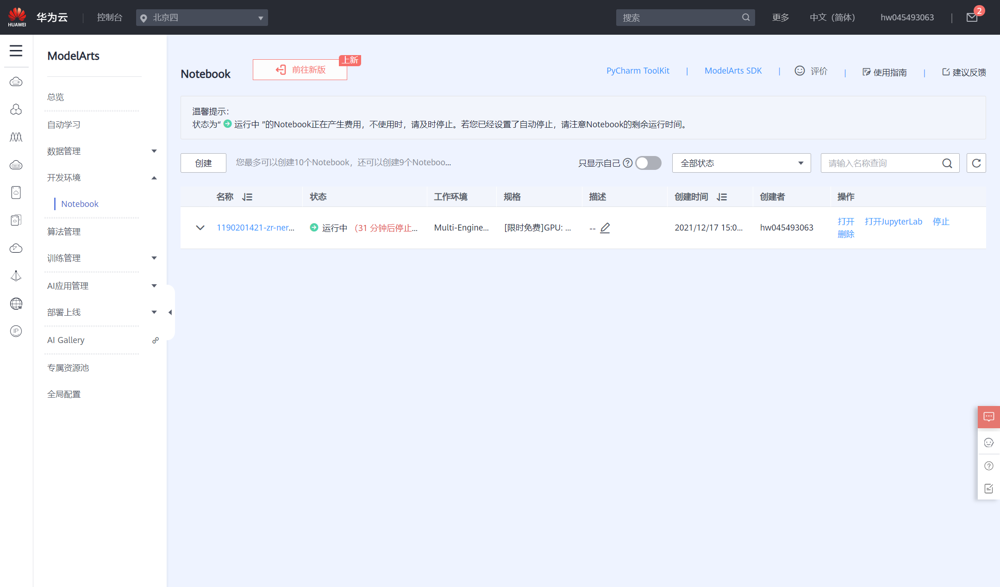 HUAWEI
华为云
控制台
北京四
搜索
更多
中文（简体）
hw045493063
2
ModelArts
总览
自动学习
数据管理
开发环境
Notebook
算法管理
训练管理
AI应用管理
部署上线
AI Gallery
专属资源池
全局配置
W
IP
Notebook
前往新版
上新
PyCharm ToolKit
ModelArts SDK
评价
使用指南
建议反馈
温馨提示：
状态为“ 运行中 ”的Notebook正在产生费用，不使用时，请及时停止。若您已经设置了自动停止，请注意Notebook的剩余运行时间。
创建
您最多可以创建10个Notebook，还可以创建9个Noteboo...
只显示自己
全部状态
请输入名称查询
名称 状态 工作环境 规格 描述 创建时间 创建者 操作
1190201421-zr-ner... 运行中 （31 分钟后停止... Multi-Engine... [限时免费]GPU: ... -- 2021/12/17 15:0... hw045493063 打开 打开JupyterLab 停止
删除